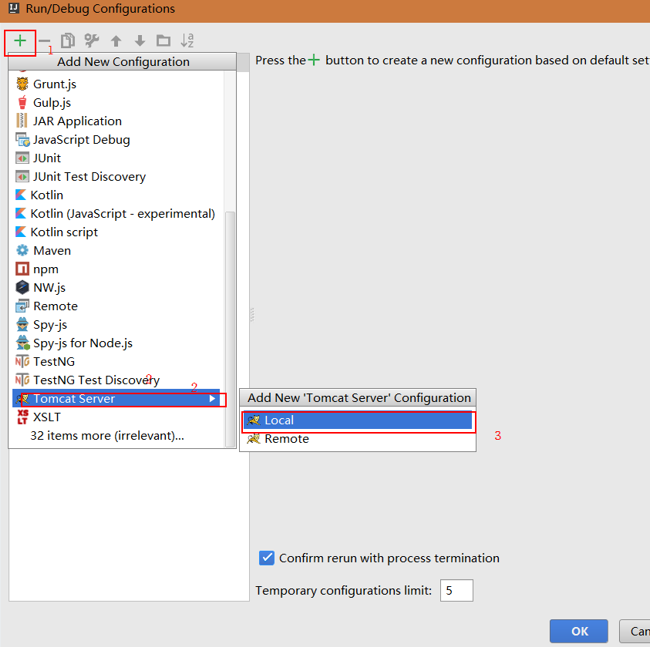 Run/Debug Configurations
1
Add New Configuration
Press the + button to create a new configuration based on default set
Grunt.js
Gulp.js
JAR Application
JavaScript Debug
JUnit
JUnit Test Discovery
Kotlin
Kotlin (JavaScript - experimental)
Kotlin script
Maven
npm
NW.js
Remote
Spy-js
Spy-js for Node.js
TestNG
TestNG Test Discovery
2
2
Tomcat Server
XSLT
32 items more (irrelevant)...
Add New 'Tomcat Server' Configuration
Local
Remote
3
Confirm rerun with process termination
Temporary configurations limit: 5
OK
Can